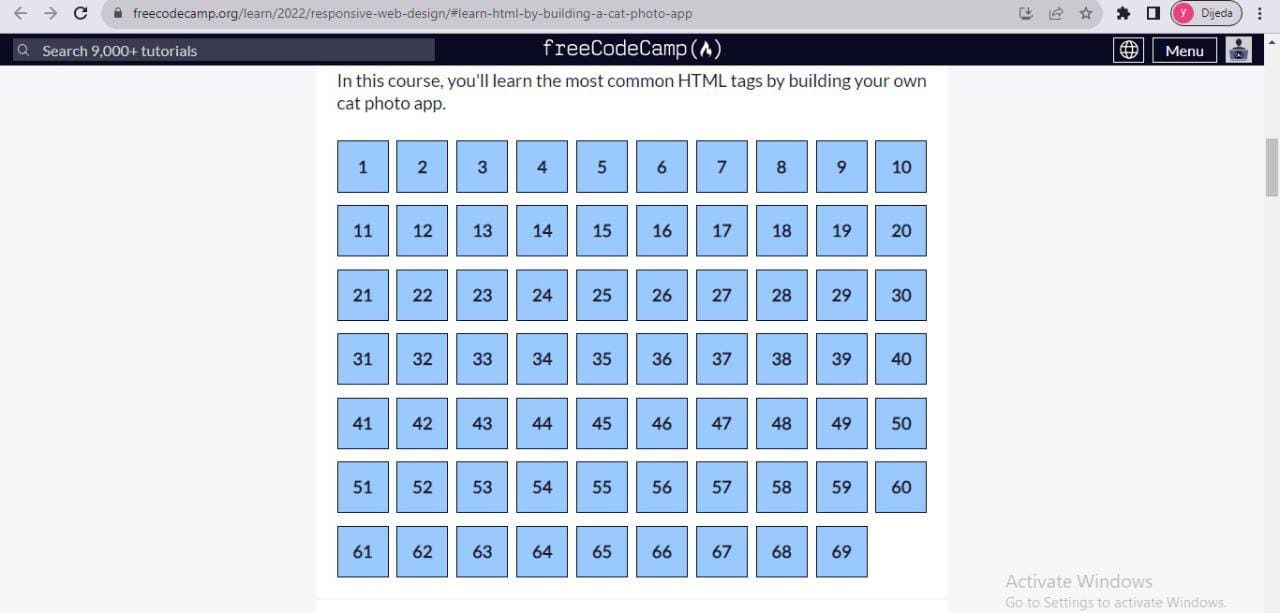 freecodecamp.org/learn/2022/responsive-web-design/#learn-html-by-building-a-cat-photo-app
y Dijeda
Search 9,000+ tutorials
freeCodeCamp(🔥)
Menu
In this course, you'll learn the most common HTML tags by building your own
cat photo app.
1 2 3 4 5 6 7 8 9 10
11 12 13 14 15 16 17 18 19 20
21 22 23 24 25 26 27 28 29 30
31 32 33 34 35 36 37 38 39 40
41 42 43 44 45 46 47 48 49 50
51 52 53 54 55 56 57 58 59 60
61 62 63 64 65 66 67 68 69
Activate Windows
Go to Settings to activate Windows.